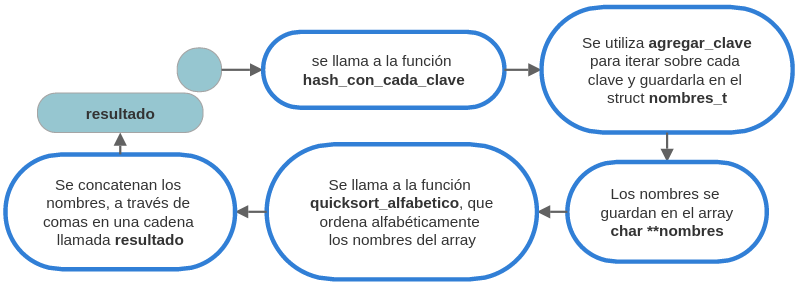 se llama a la función
hash_con_cada_clave
Se utiliza agregar_clave
para iterar sobre cada
clave y guardarla en el
struct nombres_t
Los nombres se
guardan en el array
char **nombres
Se llama a la función
quicksort_alfabetico, que
ordena alfabéticamente
los nombres del array
Se concatenan los
nombres, a través de
comas en una cadena
llamada resultado
resultado